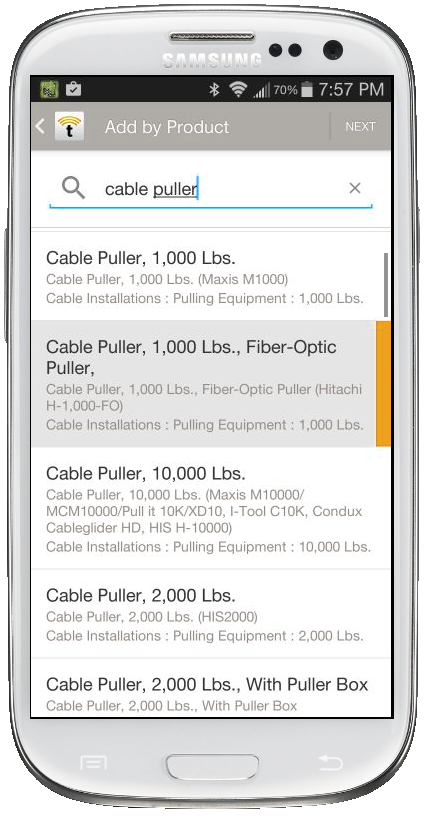 SAMSUNG
70% 7:57 PM
t Add by Product NEXT
cable puller
Cable Puller, 1,000 Lbs.
Cable Puller, 1,000 Lbs. (Maxis M1000)
Cable Installations : Pulling Equipment : 1,000 Lbs.
Cable Puller, 1,000 Lbs., Fiber-Optic
Puller,
Cable Puller, 1,000 Lbs., Fiber-Optic Puller (Hitachi
H-1,000-FO)
Cable Installations : Pulling Equipment : 1,000 Lbs.
Cable Puller, 10,000 Lbs.
Cable Puller, 10,000 Lbs. (Maxis M10000/
MCM10000/Pull it 10K/XD10, I-Tool C10K, Condux
Cableglider HD, HIS H-10000)
Cable Installations : Pulling Equipment : 10,000 Lbs.
Cable Puller, 2,000 Lbs.
Cable Puller, 2,000 Lbs. (HIS2000)
Cable Installations : Pulling Equipment : 2,000 Lbs.
Cable Puller, 2,000 Lbs., With Puller Box
Cable Puller, 2,000 Lbs., With Puller Box